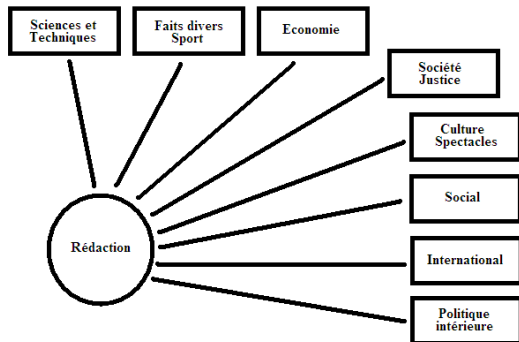 Sciences et
Techniques
Faits divers
Sport
Economie
Société
Justice
Culture
Spectacles
Social
Rédaction
International
Politique
intérieure